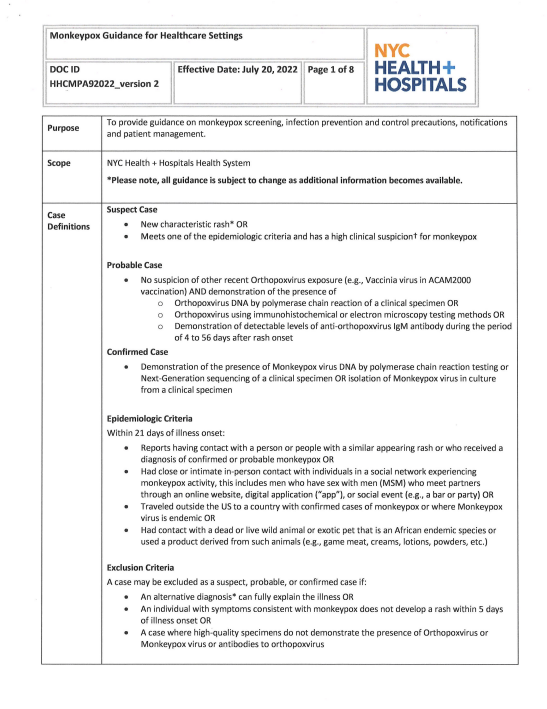 Monkeypox Guidance for Healthcare Settings
DOC ID
HHCMPA92022_version 2
Effective Date: July 20, 2022
Page 1 of 8
NYC
HEALTH+
HOSPITALS
Purpose
To provide guidance on monkeypox screening, infection prevention and control precautions, notifications
and patient management.
Scope
NYC Health + Hospitals Health System
*Please note, all guidance is subject to change as additional information becomes available.
Case
Definitions
Suspect Case
• New characteristic rash* OR
• Meets one of the epidemiologic criteria and has a high clinical suspicion† for monkeypox
Probable Case
• No suspicion of other recent Orthopoxvirus exposure (e.g., Vaccinia virus in ACAM2000
vaccination) AND demonstration of the presence of
o Orthopoxvirus DNA by polymerase chain reaction of a clinical specimen OR
o Orthopoxvirus using immunohistochemical or electron microscopy testing methods OR
o Demonstration of detectable levels of anti-orthopoxvirus IgM antibody during the period
of 4 to 56 days after rash onset
Confirmed Case
• Demonstration of the presence of Monkeypox virus DNA by polymerase chain reaction testing or
Next-Generation sequencing of a clinical specimen OR isolation of Monkeypox virus in culture
from a clinical specimen
Epidemiologic Criteria
Within 21 days of illness onset:
• Reports having contact with a person or people with a similar appearing rash or who received a
diagnosis of confirmed or probable monkeypox OR
• Had close or intimate in-person contact with individuals in a social network experiencing
monkeypox activity, this includes men who have sex with men (MSM) who meet partners
through an online website, digital application ("app"), or social event (e.g., a bar or party) OR
• Traveled outside the US to a country with confirmed cases of monkeypox or where Monkeypox
virus is endemic OR
• Had contact with a dead or live wild animal or exotic pet that is an African endemic species or
used a product derived from such animals (e.g., game meat, creams, lotions, powders, etc.)
Exclusion Criteria
A case may be excluded as a suspect, probable, or confirmed case if:
• An alternative diagnosis* can fully explain the illness OR
• An individual with symptoms consistent with monkeypox does not develop a rash within 5 days
of illness onset OR
• A case where high-quality specimens do not demonstrate the presence of Orthopoxvirus or
Monkeypox virus or antibodies to orthopoxvirus